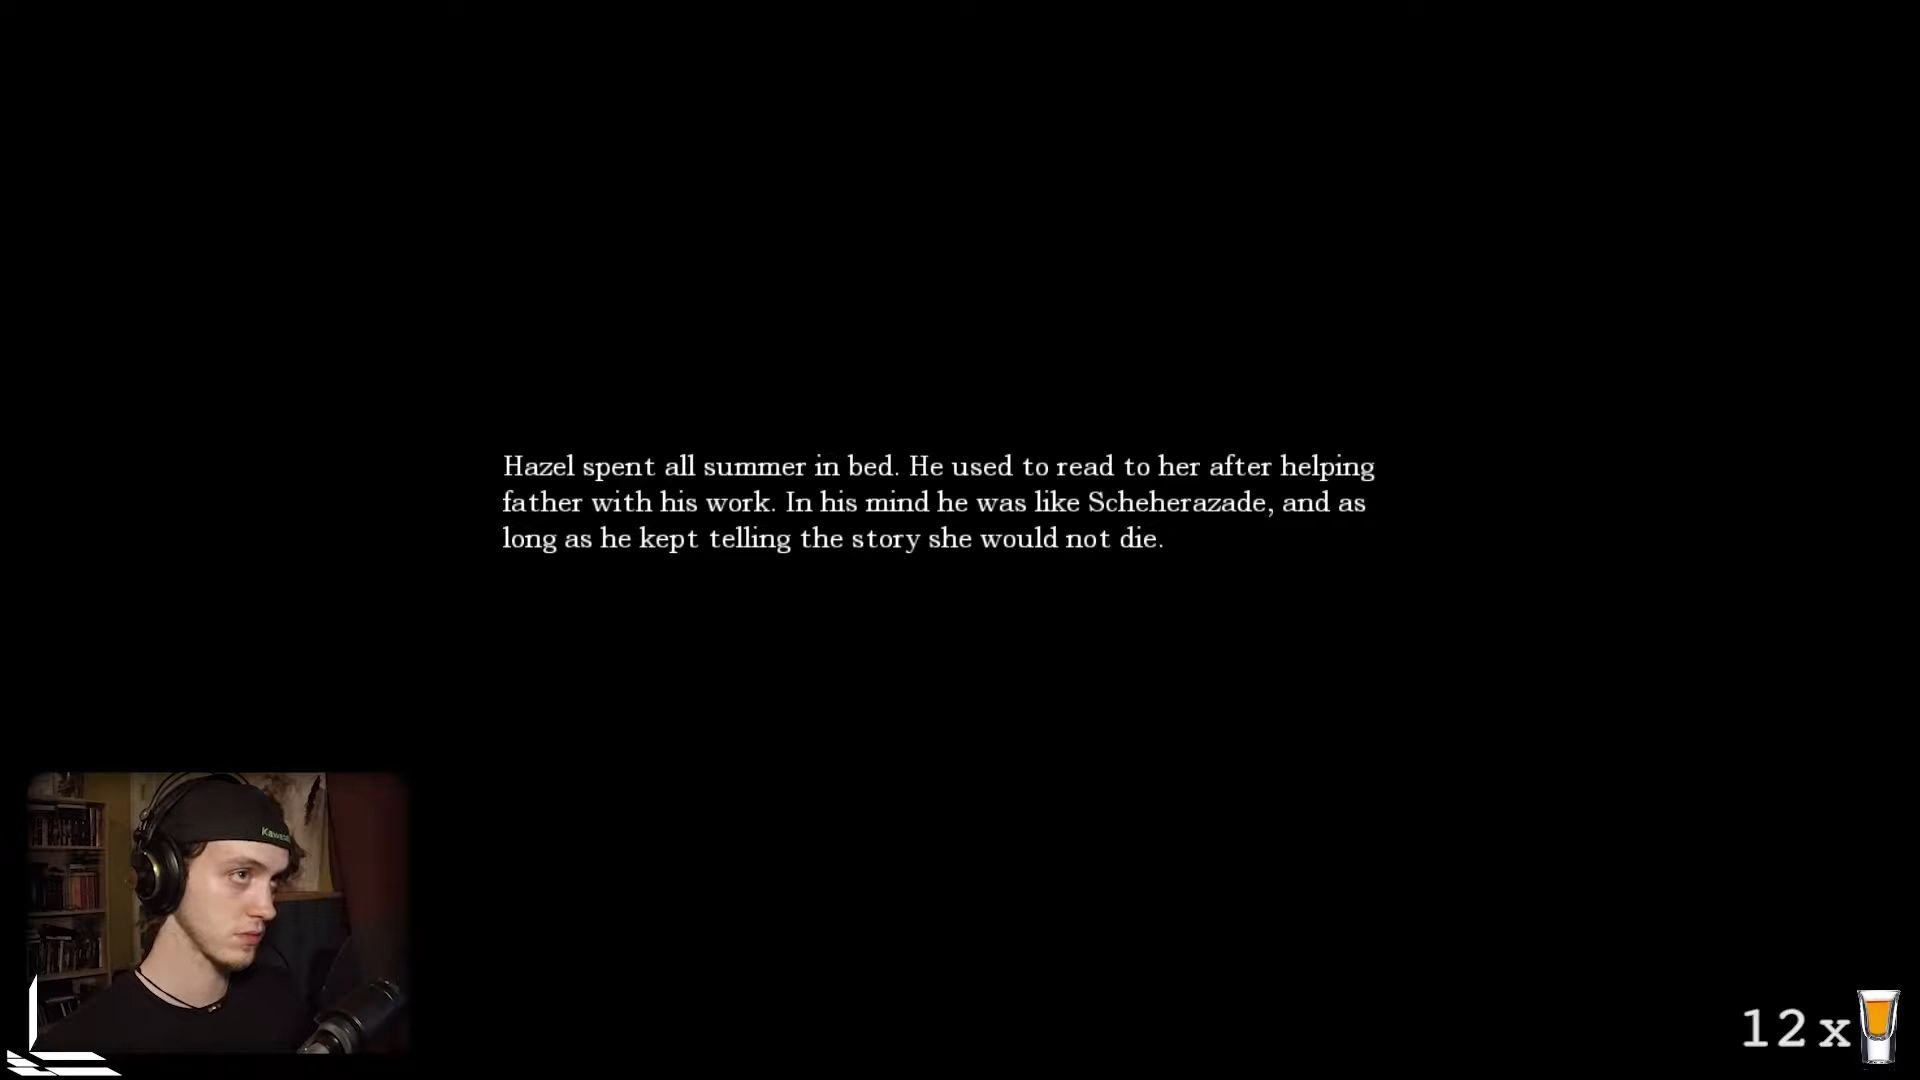 Hazel spent all summer in bed. He used to read to her after helping
father with his work. In his mind he was like Scheherazade, and as
long as he kept telling the story she would not die.
12x